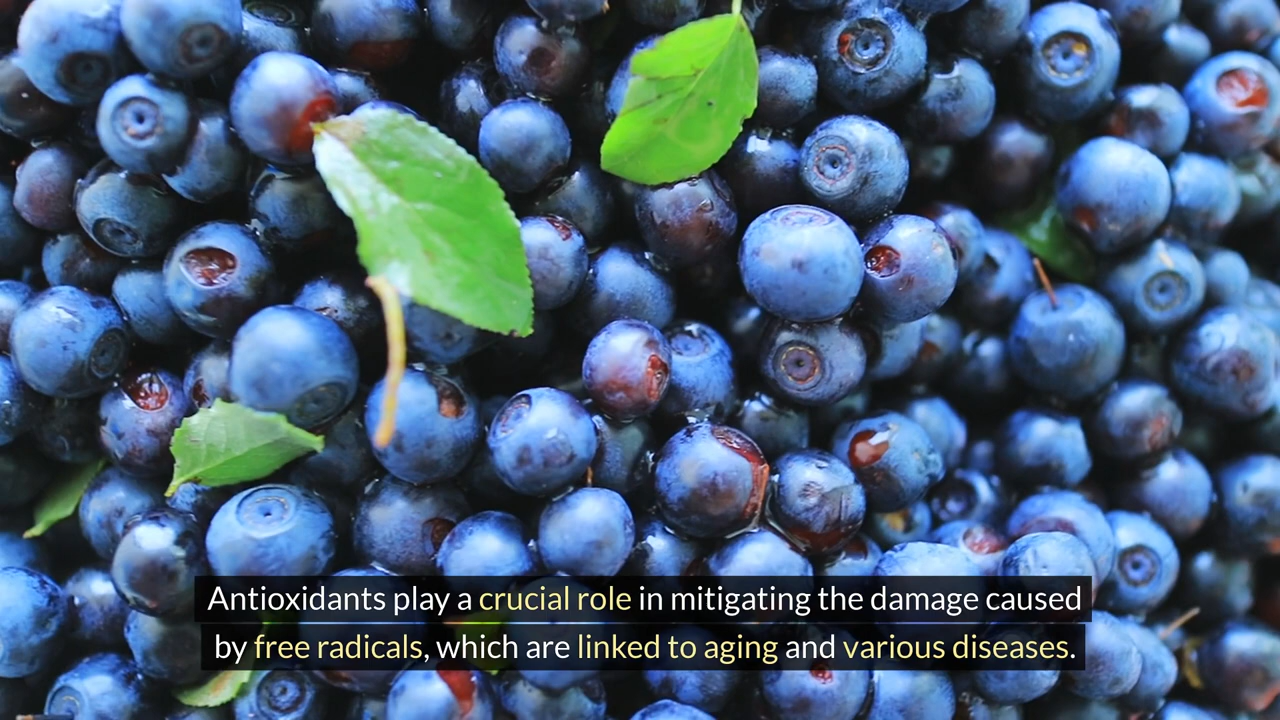 Antioxidants play a crucial role in mitigating the damage caused
by free radicals, which are linked to aging and various diseases.